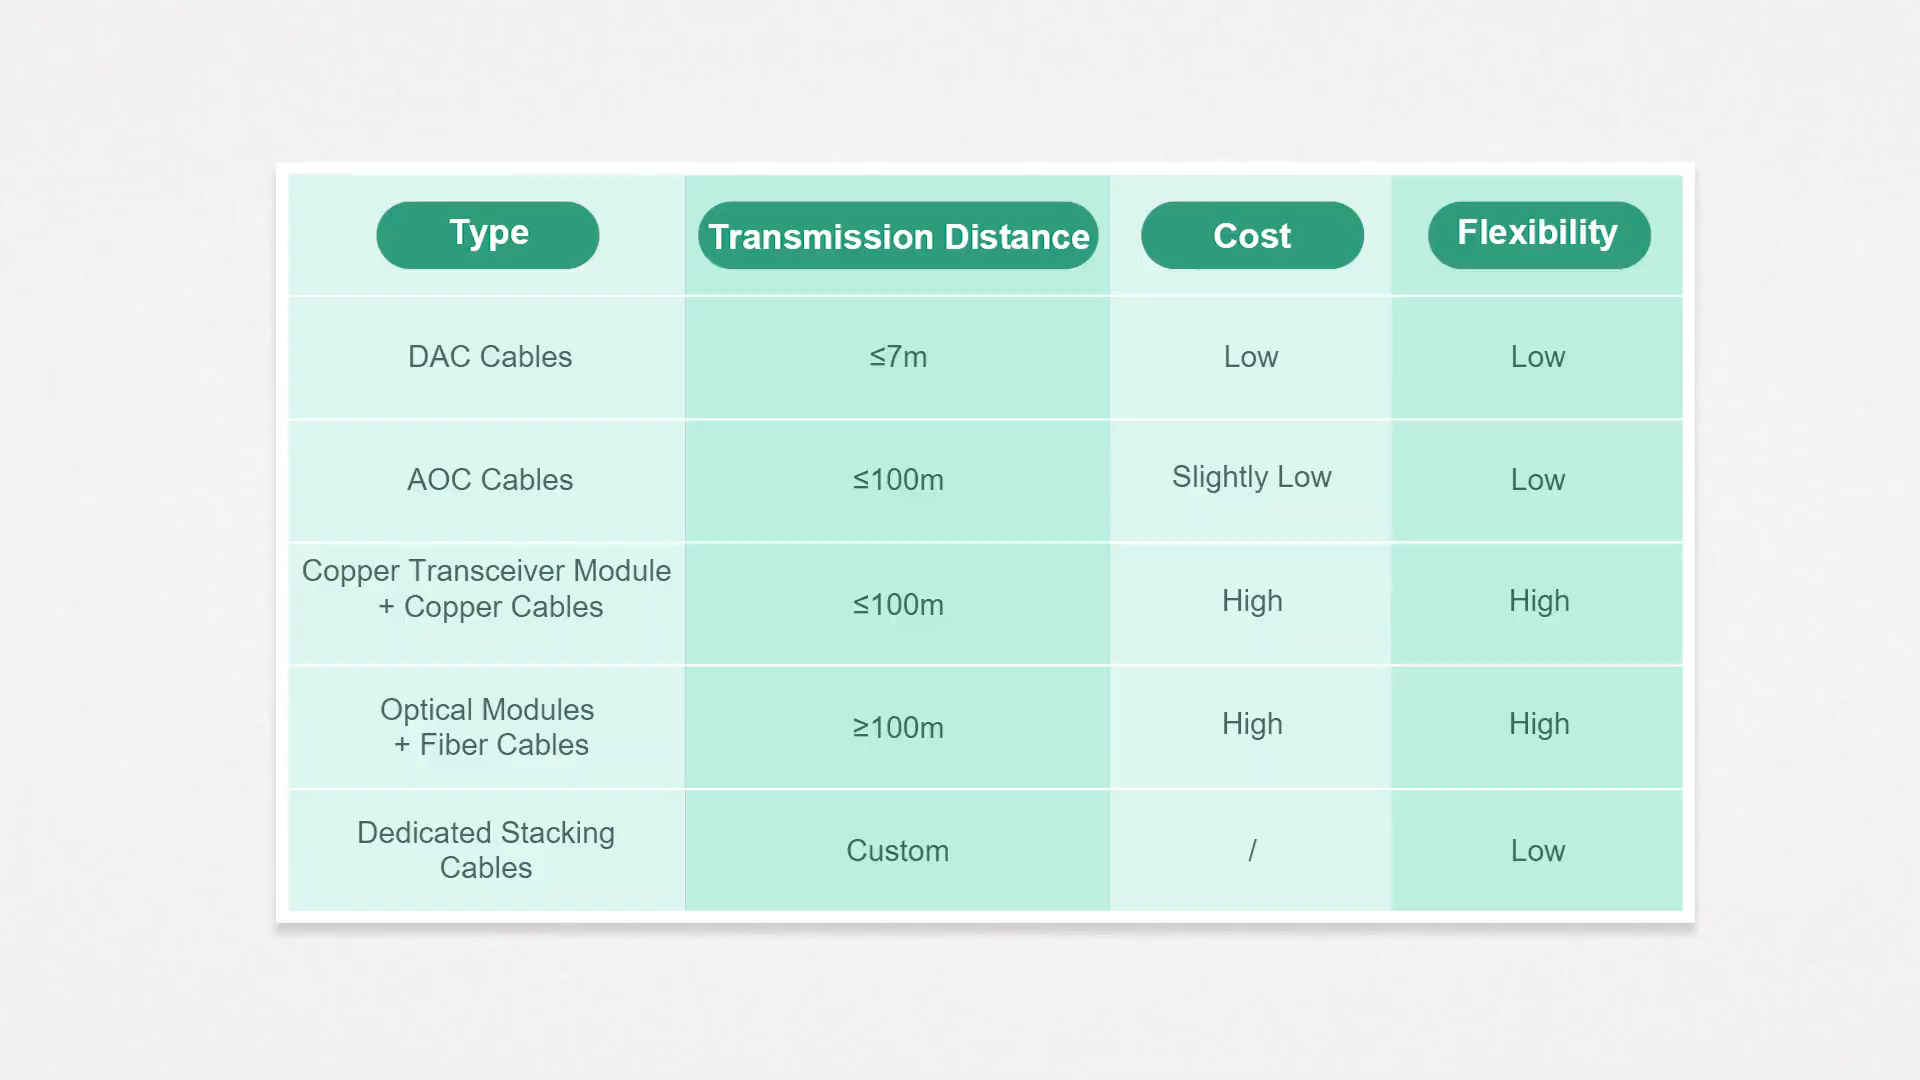 Type
Transmission Distance
Cost
Flexibility
DAC Cables
≤7m
Low
Low
AOC Cables
≤100m
Slightly Low
Low
Copper Transceiver Module
+ Copper Cables
≤100m
High
High
Optical Modules
+ Fiber Cables
≥100m
High
High
Dedicated Stacking
Cables
Custom
/
Low